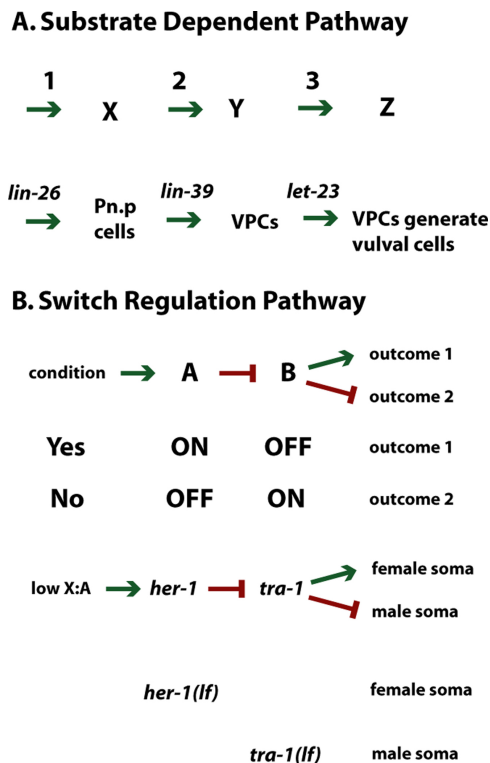 A. Substrate Dependent Pathway
1 2 3
X Y Z
lin-26 lin-39 let-23
Pn.p cells VPCs VPCs generate vulval cells
B. Switch Regulation Pathway
condition A B outcome 1
outcome 2
Yes ON OFF outcome 1
No OFF ON outcome 2
low X:A her-1 tra-1 female soma
male soma
her-1(lf) female soma
tra-1(lf) male soma